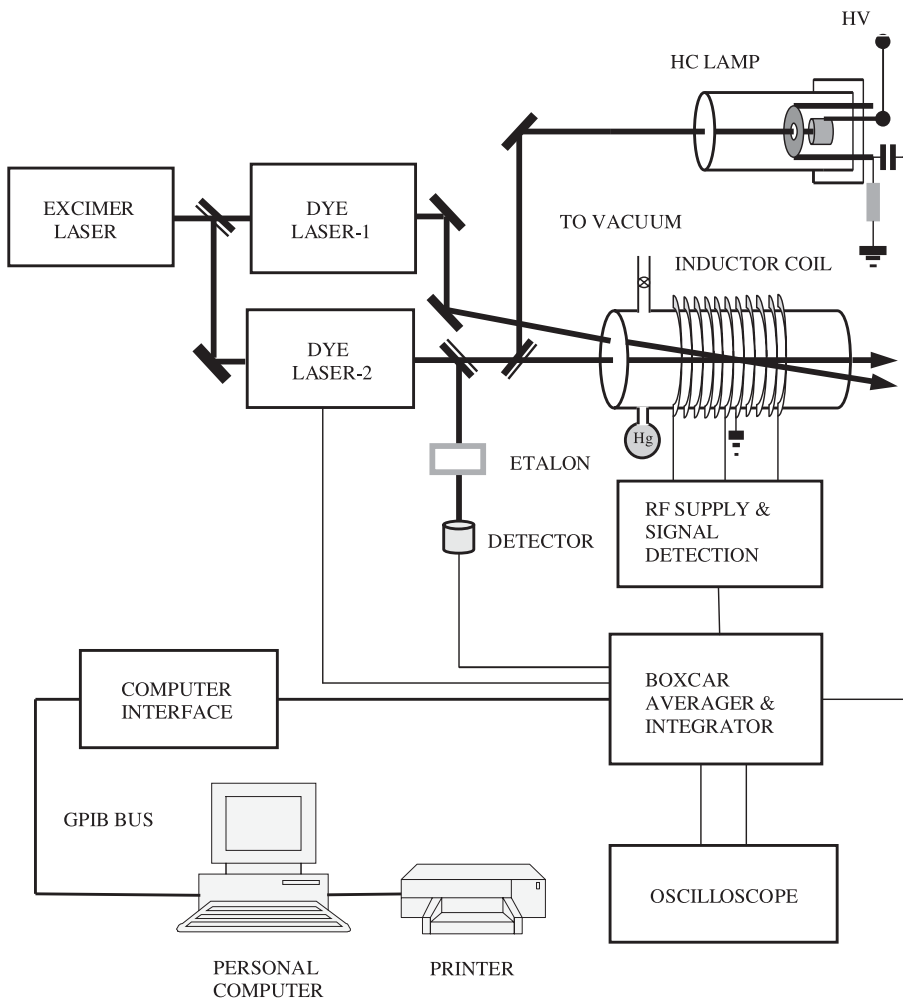 HV
HC LAMP
EXCIMER
LASER
DYE
LASER-1
TO VACUUM
INDUCTOR COIL
DYE
LASER-2
Hg
ETALON
DETECTOR
RF SUPPLY &
SIGNAL
DETECTION
COMPUTER
INTERFACE
BOXCAR
AVERAGER &
INTEGRATOR
GPIB BUS
OSCILLOSCOPE
PERSONAL
COMPUTER
PRINTER